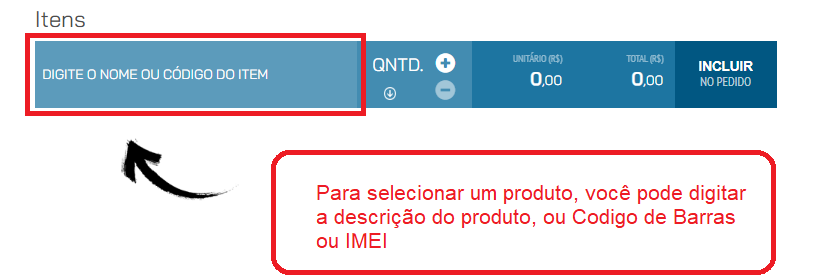 Itens
DIGITE O NOME OU CÓDIGO DO ITEM
QNTD.
UNITÁRIO (R$)
0,00
TOTAL (R$)
0,00
INCLUIR
NO PEDIDO
Para selecionar um produto, você pode digitar
a descrição do produto, ou Codigo de Barras
ou IMEI